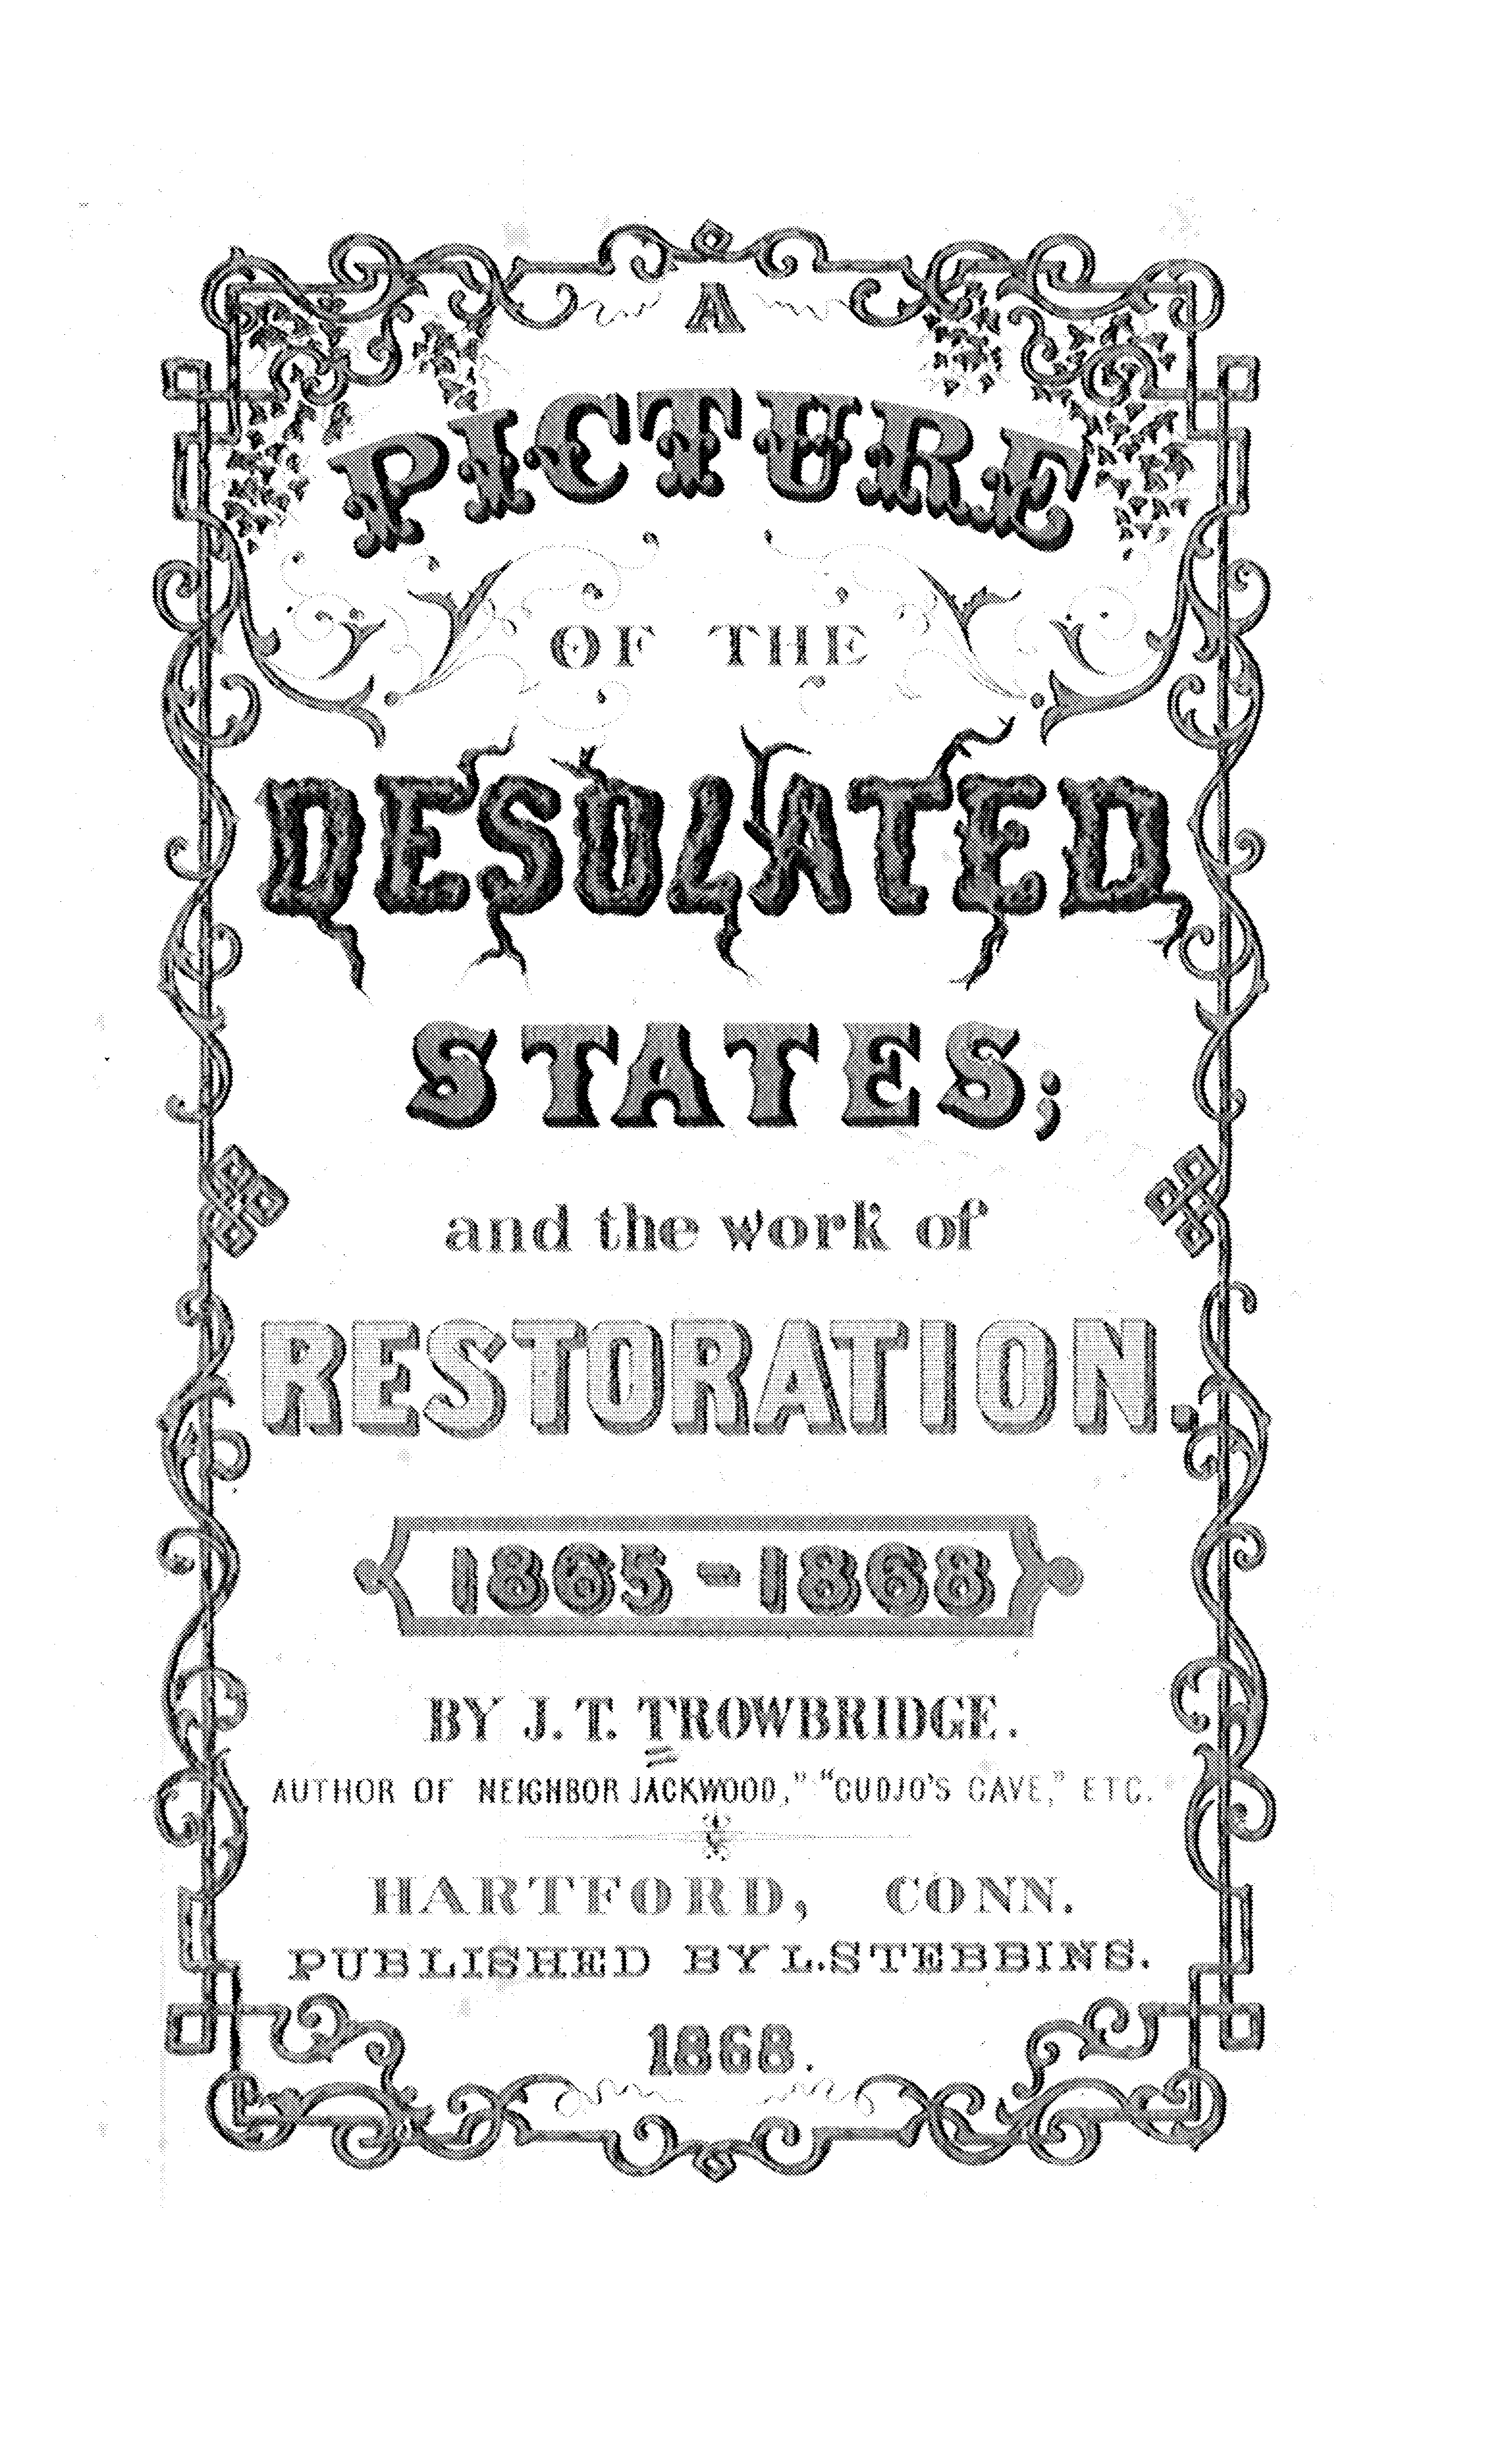 A
PICTURE
OF THE
DESOLATED
STATES;
and the work of
RESTORATION.
1865-1868
BY J. T. TROWBRIDGE.
AUTHOR OF NEIGHBOR JACKWOOD," "CUDJO'S CAVE," ETC.
HARTFORD, CONN.
PUBLISHED BY L. STEBBINS.
1868.